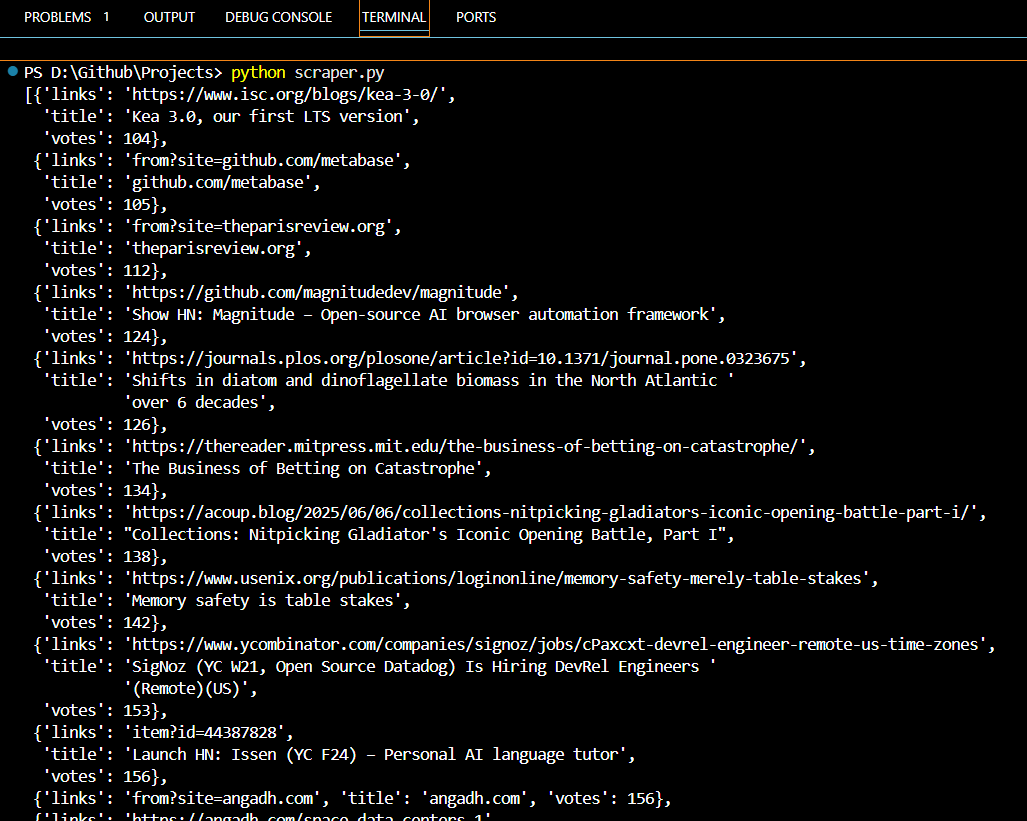 PROBLEMS 1 OUTPUT DEBUG CONSOLE TERMINAL PORTS
PS D:\Github\Projects> python scraper.py
[{'links': 'https://www.isc.org/blogs/kea-3-0/',
'title': 'Kea 3.0, our first LTS version',
'votes': 104},
{'links': 'from?site=github.com/metabase',
'title': 'github.com/metabase',
'votes': 105},
{'links': 'from?site=theparisreview.org',
'title': 'theparisreview.org',
'votes': 112},
{'links': 'https://github.com/magnitudedev/magnitude',
'title': 'Show HN: Magnitude – Open-source AI browser automation framework',
'votes': 124},
{'links': 'https://journals.plos.org/plosone/article?id=10.1371/journal.pone.0323675',
'title': 'Shifts in diatom and dinoflagellate biomass in the North Atlantic '
'over 6 decades',
'votes': 126},
{'links': 'https://thereader.mitpress.mit.edu/the-business-of-betting-on-catastrophe/',
'title': 'The Business of Betting on Catastrophe',
'votes': 134},
{'links': 'https://acoup.blog/2025/06/06/collections-nitpicking-gladiators-iconic-opening-battle-part-i/',
'title': "Collections: Nitpicking Gladiator's Iconic Opening Battle, Part I",
'votes': 138},
{'links': 'https://www.usenix.org/publications/loginonline/memory-safety-merely-table-stakes',
'title': 'Memory safety is table stakes',
'votes': 142},
{'links': 'https://www.ycombinator.com/companies/signoz/jobs/cPaxcxt-devrel-engineer-remote-us-time-zones',
'title': 'SigNoz (YC W21, Open Source Datadog) Is Hiring DevRel Engineers '
'(Remote)(US)',
'votes': 153},
{'links': 'item?id=44387828',
'title': 'Launch HN: Issen (YC F24) – Personal AI language tutor',
'votes': 156},
{'links': 'from?site=angadh.com', 'title': 'angadh.com', 'votes': 156},
{'links': 'https://angadh.com/space-data-centers-1',